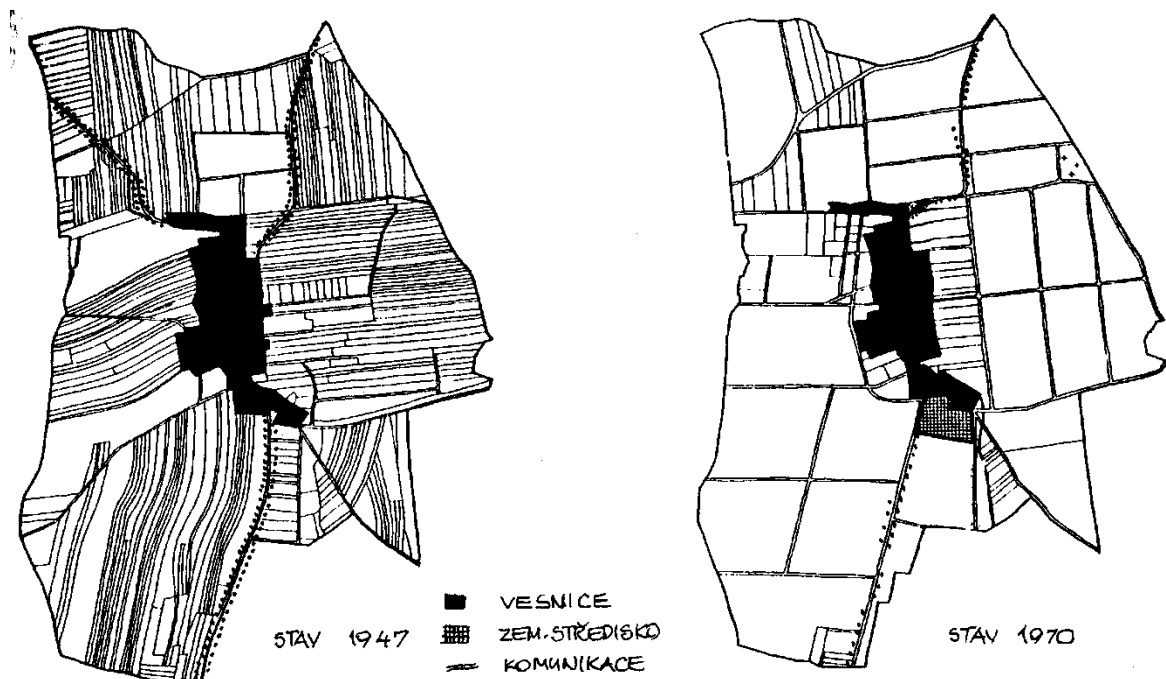 STAV 1947
VESNICE
ZEM. STŘEDISKO
KOMUNIKACE
STAV 1970